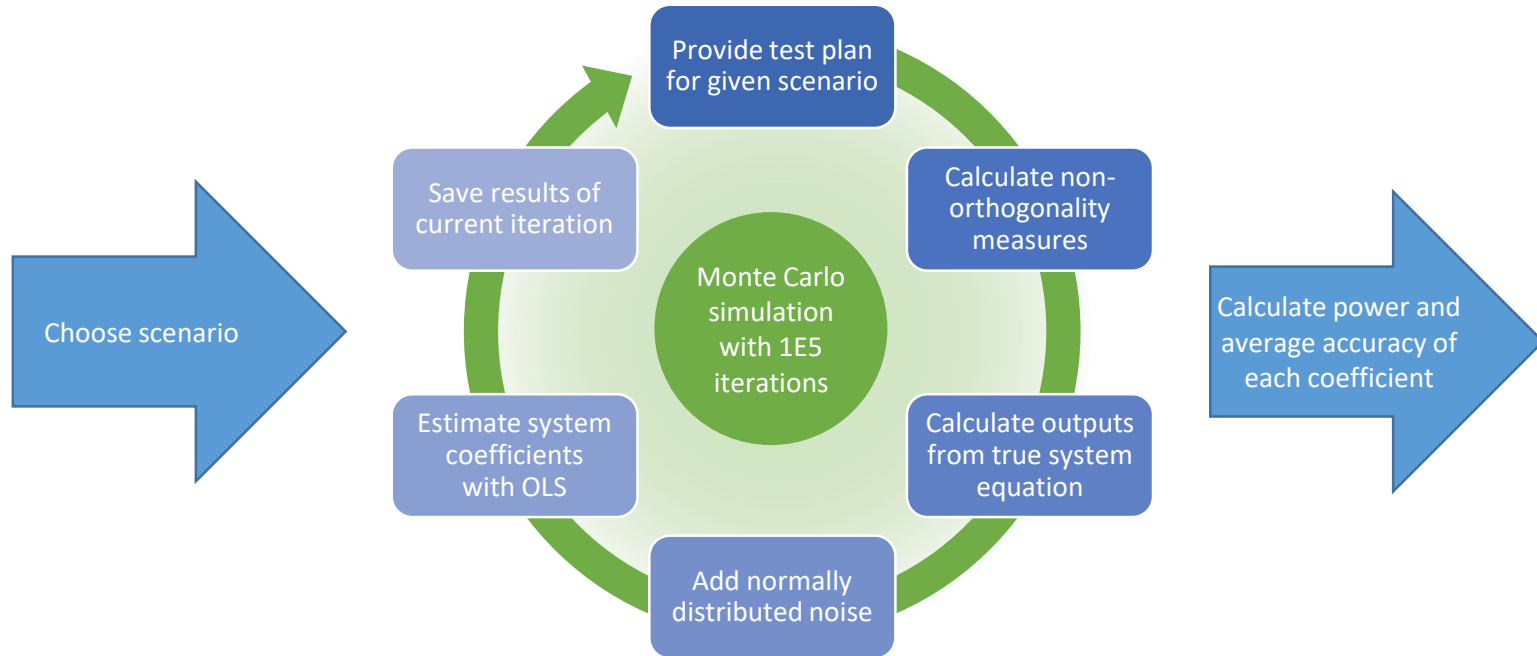 Choose scenario
Provide test plan
for given scenario
Calculate non-
orthogonality
measures
Calculate outputs
from true system
equation
Add normally
distributed noise
Estimate system
coefficients
with OLS
Save results of
current iteration
Monte Carlo
simulation
with 1E5
iterations
Calculate power and
average accuracy of
each coefficient